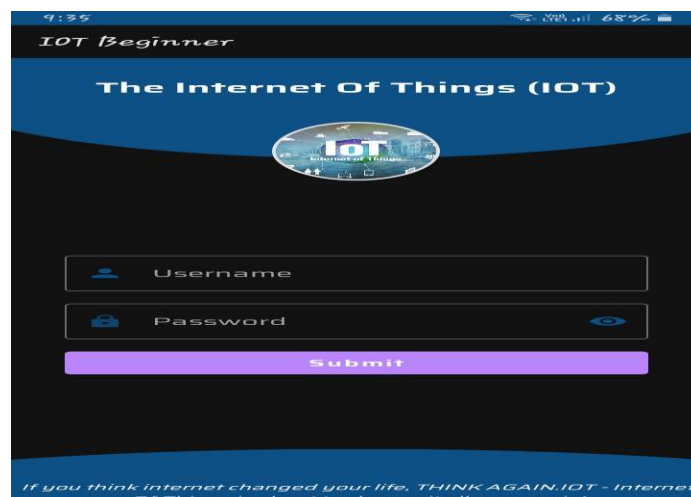 9:35 68%
IOT Beginner
The Internet Of Things (IOT)
IoT
Internet of Things
Username
Password
Submit
If you think internet changed your life, THINK AGAIN.IOT - Interne